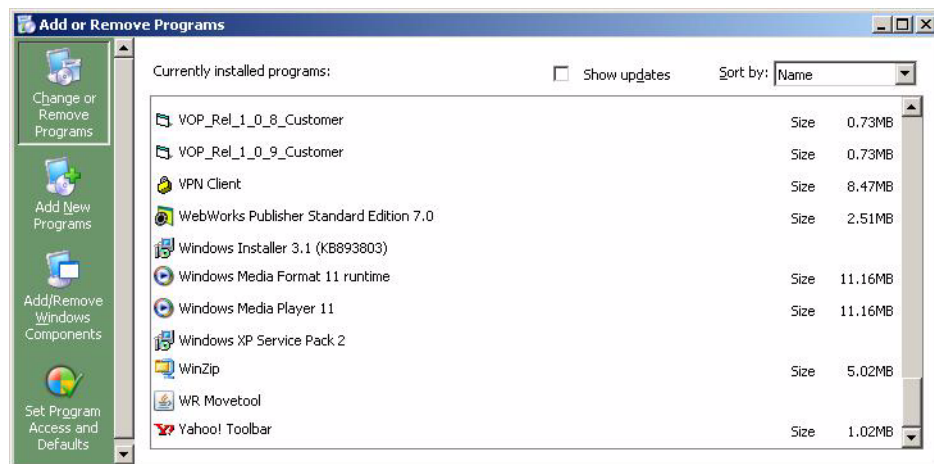 Add or Remove Programs
Change or
Remove
Programs
Add New
Programs
Add/Remove
Windows
Components
Set Program
Access and
Defaults
Currently installed programs:
Show updates
Sort by: Name
VOP_Rel_1_0_8_Customer Size 0.73MB
VOP_Rel_1_0_9_Customer Size 0.73MB
VPN Client Size 8.47MB
WebWorks Publisher Standard Edition 7.0 Size 2.51MB
Windows Installer 3.1 (KB893803)
Windows Media Format 11 runtime Size 11.16MB
Windows Media Player 11 Size 11.16MB
Windows XP Service Pack 2
WinZip Size 5.02MB
WR Movetool
Yahoo! Toolbar Size 1.02MB